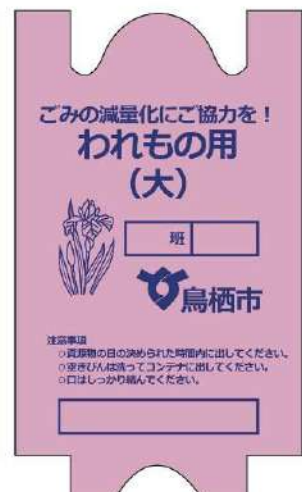 ごみの減量化にご協力を！
われもの用
（大）
班
鳥栖市
注意事項
○資源物の日の決められた時間内に出してください。
○空きびんは洗ってコンテナに出してください。
○口はしっかり結んでください。